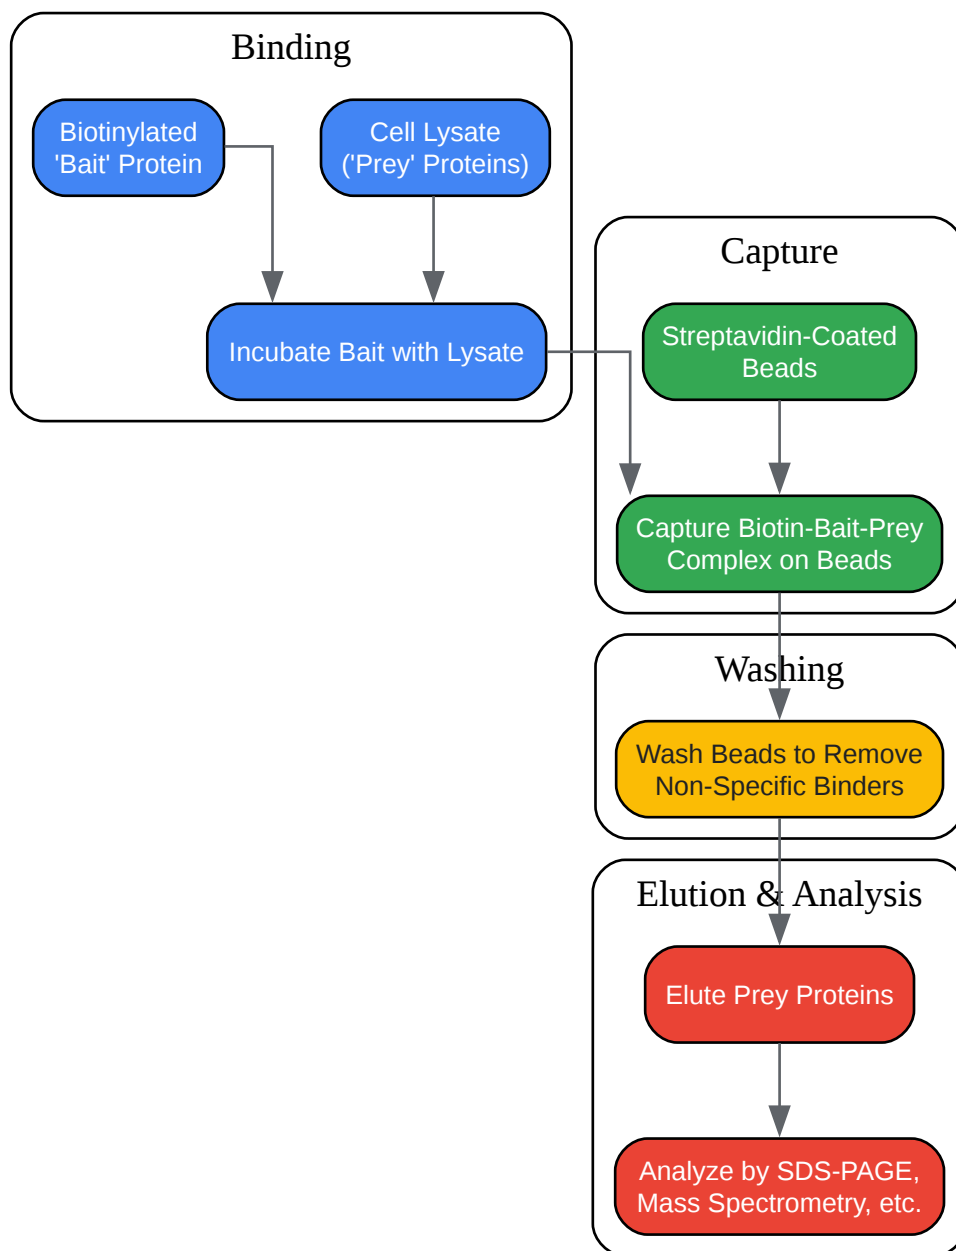 Binding
Biotinylated
'Bait' Protein
Cell Lysate
('Prey' Proteins)
Incubate Bait with Lysate
Capture
Streptavidin-Coated
Beads
Capture Biotin-Bait-Prey
Complex on Beads
Washing
Wash Beads to Remove
Non-Specific Binders
Elution & Analysis
Elute Prey Proteins
Analyze by SDS-PAGE,
Mass Spectrometry, etc.